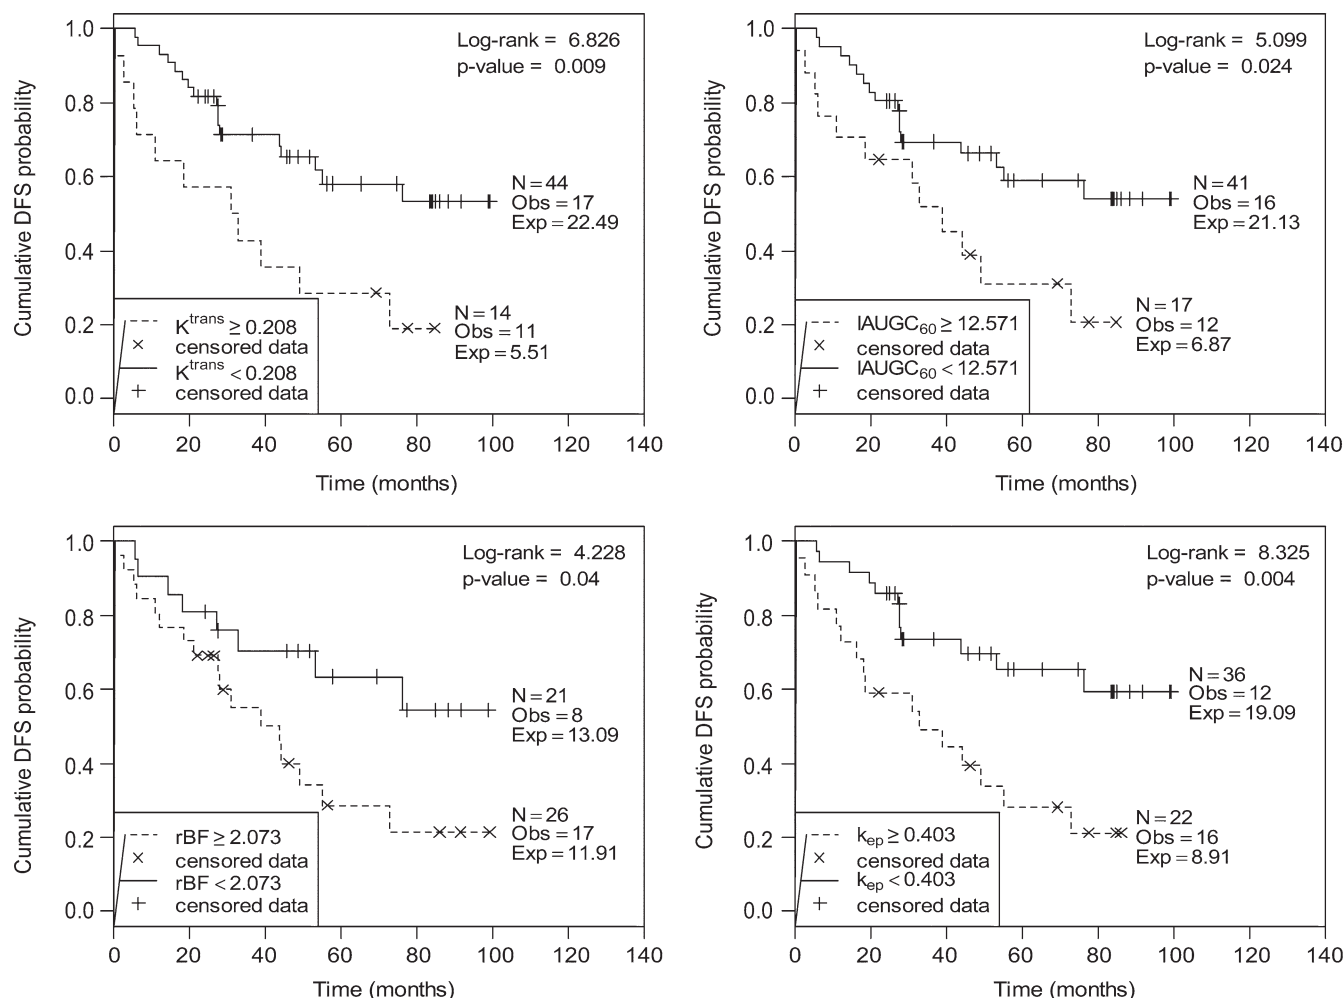 Log-rank = 6.826
p-value = 0.009
Cumulative DFS probability
1.0
0.8
0.6
0.4
0.2
0.0
N = 44
Obs = 17
Exp = 22.49
N = 14
Obs = 11
Exp = 5.51
K^trans ≥ 0.208
censored data
K^trans < 0.208
censored data
0 20 40 60 80 100 120 140
Time (months)
Log-rank = 5.099
p-value = 0.024
Cumulative DFS probability
1.0
0.8
0.6
0.4
0.2
0.0
N = 41
Obs = 16
Exp = 21.13
N = 17
Obs = 12
Exp = 6.87
IAUGC60 ≥ 12.571
censored data
IAUGC60 < 12.571
censored data
0 20 40 60 80 100 120 140
Time (months)
Log-rank = 4.228
p-value = 0.04
Cumulative DFS probability
1.0
0.8
0.6
0.4
0.2
0.0
N = 21
Obs = 8
Exp = 13.09
N = 26
Obs = 17
Exp = 11.91
rBF ≥ 2.073
censored data
rBF < 2.073
censored data
0 20 40 60 80 100 120 140
Time (months)
Log-rank = 8.325
p-value = 0.004
Cumulative DFS probability
1.0
0.8
0.6
0.4
0.2
0.0
N = 36
Obs = 12
Exp = 19.09
N = 22
Obs = 16
Exp = 8.91
kep ≥ 0.403
censored data
kep < 0.403
censored data
0 20 40 60 80 100 120 140
Time (months)